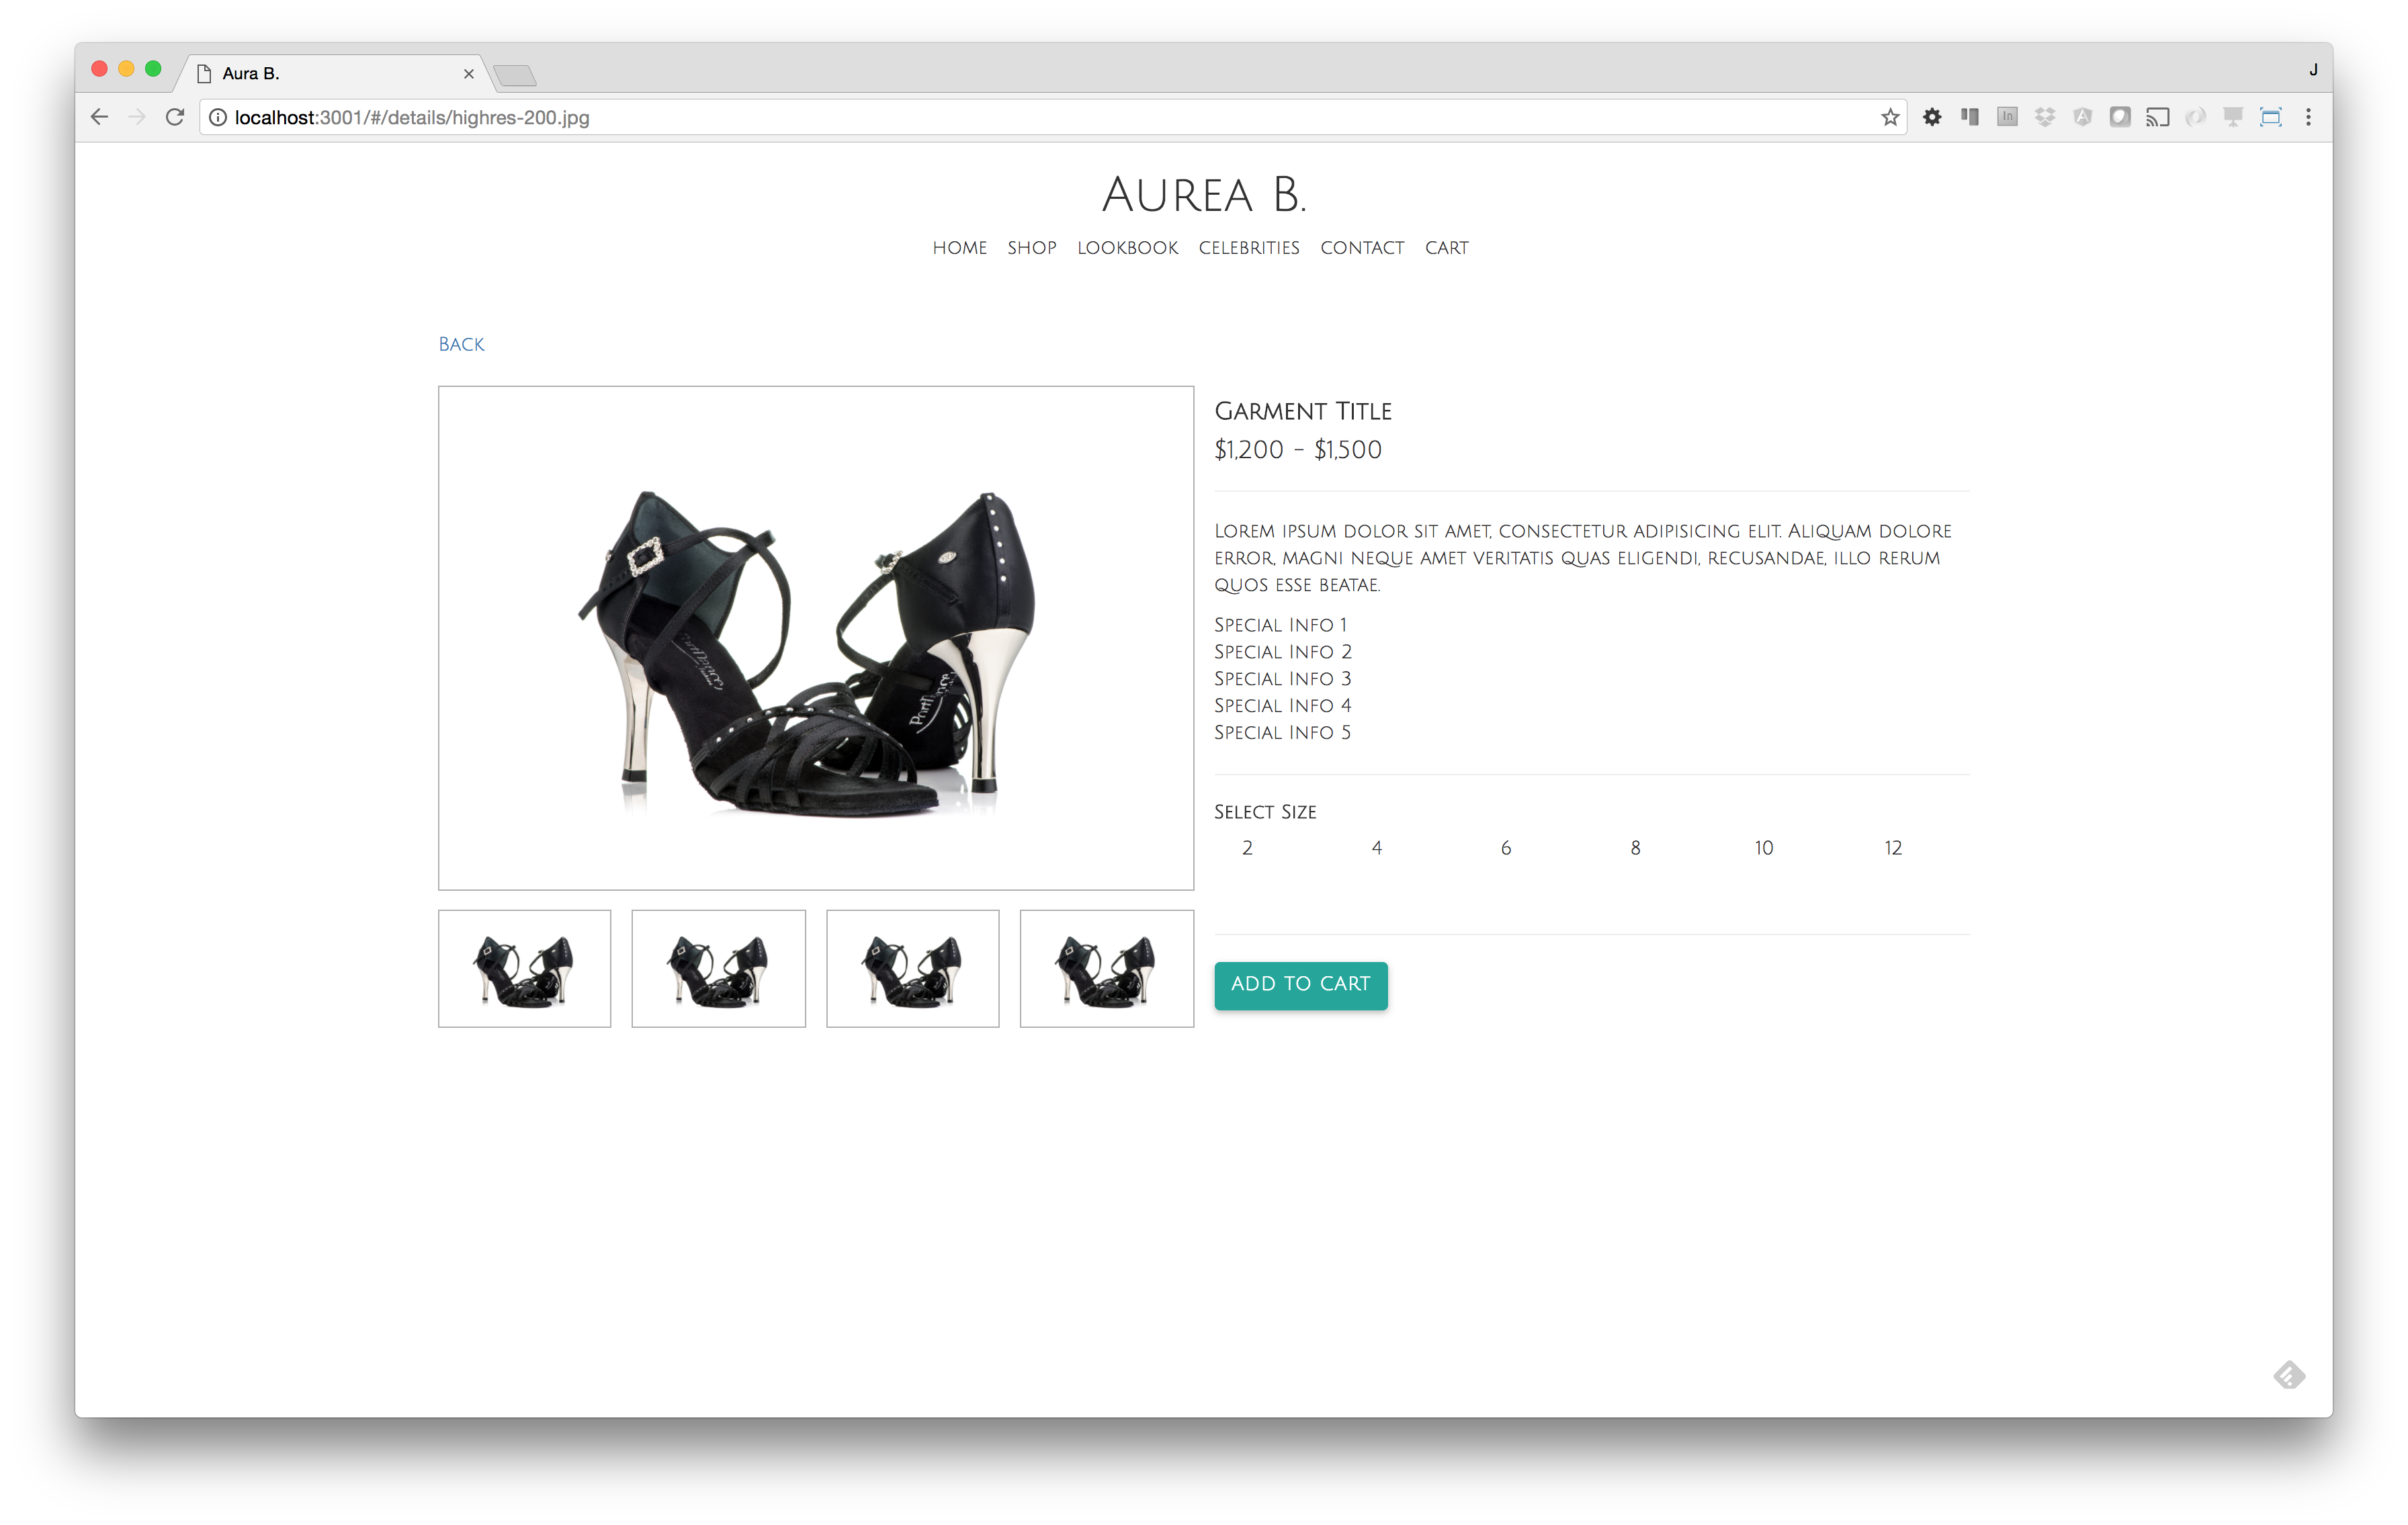 Aura B.
J
localhost:3001/#/details/highres-200.jpg
In
Aurea B.
HOME SHOP LOOKBOOK CELEBRITIES CONTACT CART
Back
Garment Title
$1,200 - $1,500
Lorem ipsum dolor sit amet, consectetur adipisicing elit. Aliquam dolore
error, magni neque amet veritatis quas eligendi, recusandae, illo rerum
quos esse beatae.
Special Info 1
Special Info 2
Special Info 3
Special Info 4
Special Info 5
Select Size
2 4 6 8 10 12
ADD TO CART
PortDance